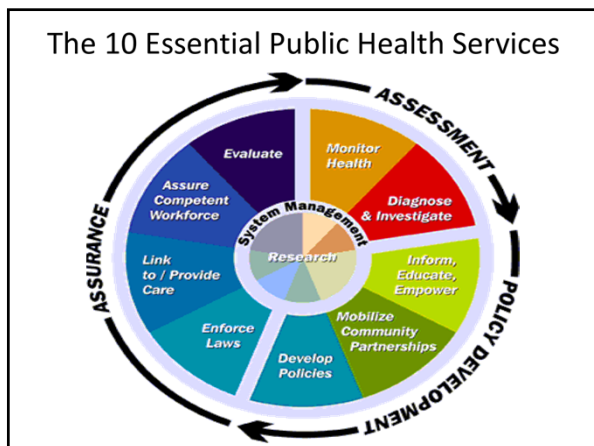 The 10 Essential Public Health Services
ASSESSMENT
POLICY DEVELOPMENT
ASSURANCE
Monitor
Health
Diagnose
& Investigate
Inform,
Educate,
Empower
Mobilize
Community
Partnerships
Develop
Policies
Enforce
Laws
Link
to / Provide
Care
Assure
Competent
Workforce
Evaluate
System Management
Research